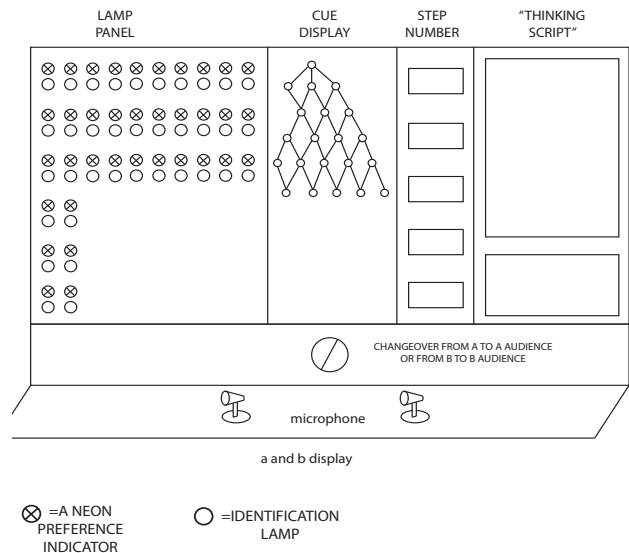 LAMP
PANEL
CUE
DISPLAY
STEP
NUMBER
“THINKING
SCRIPT”
CHANGEOVER FROM A TO A AUDIENCE
OR FROM B TO B AUDIENCE
microphone
a and b display
=A NEON
PREFERENCE
INDICATOR
=IDENTIFICATION
LAMP